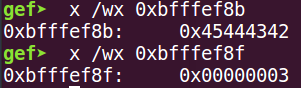 gef➤  x /wx 0xbfffef8b
0xbfffef8b:     0x45444342
gef➤  x /wx 0xbfffef8f
0xbfffef8f:     0x00000003